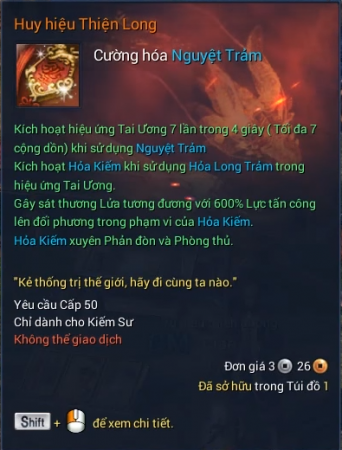 Huy hiệu Thiện Long
Cường hóa Nguyệt Trảm
Kích hoạt hiệu ứng Tai Ương 7 lần trong 4 giây ( Tối đa 7
cộng dồn) khi sử dụng Nguyệt Trảm
Kích hoạt Hỏa Kiếm khi sử dụng Hỏa Long Trảm trong
hiệu ứng Tai Ương.
Gây sát thương Lửa tương đương với 600% Lực tấn công
lên đối phương trong phạm vi của Hỏa Kiếm.
Hỏa Kiếm xuyên Phản đòn và Phòng thủ.
"Kẻ thống trị thế giới, hãy đi cùng ta nào."
Yêu cầu Cấp 50
Chỉ dành cho Kiếm Sư
Không thể giao dịch
Đơn giá 3 26
Đã sở hữu trong Túi đồ 1
Shift + để xem chi tiết.